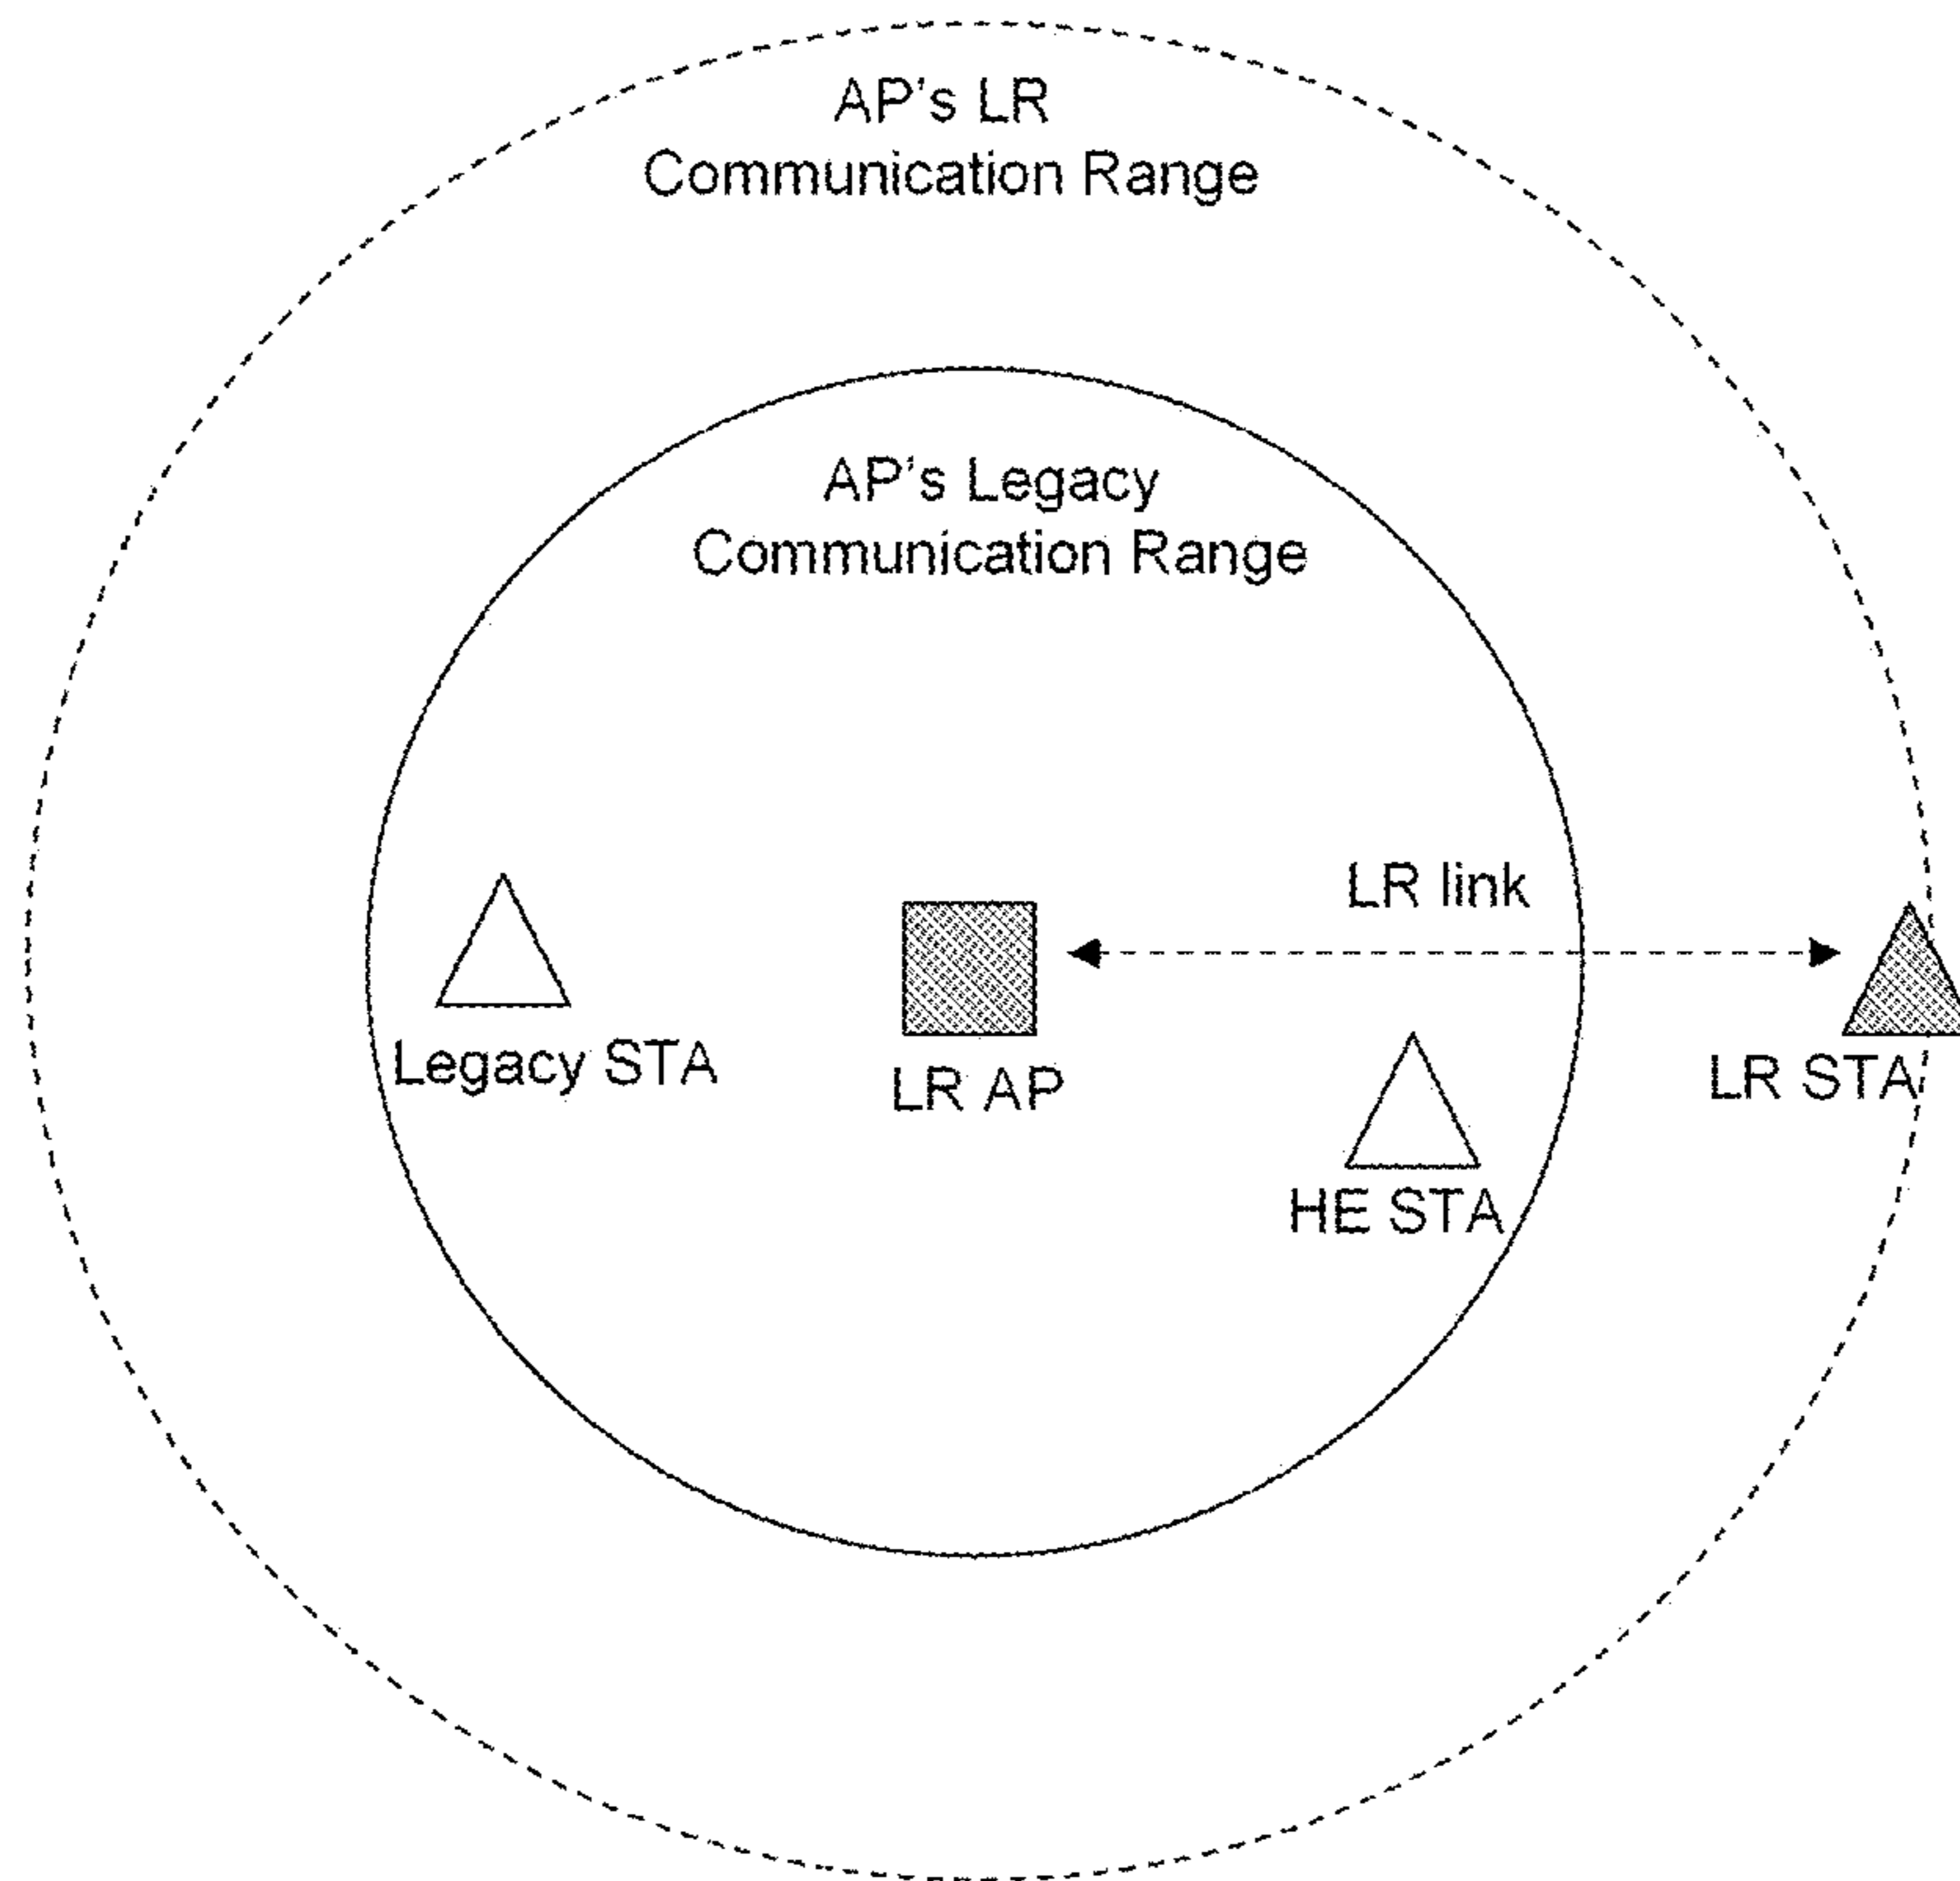 AP's LR
Communication Range
AP's Legacy
Communication Range
LR link
Legacy STA
LR AP
LR STA
HE STA